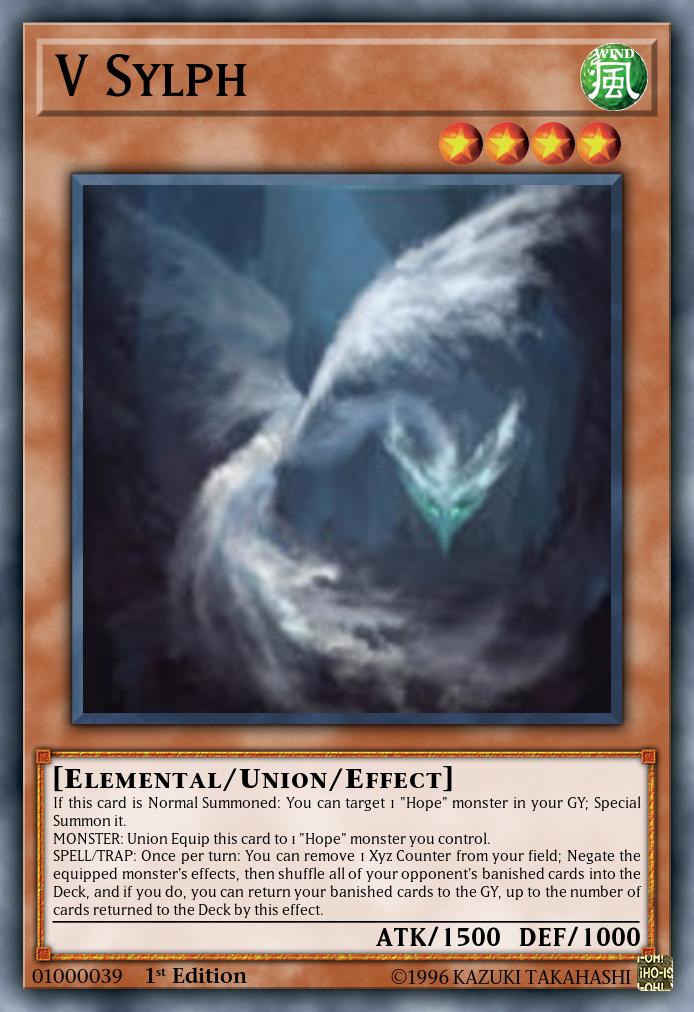 V Sylph
WIND
風
[Elemental/Union/Effect]
If this card is Normal Summoned: You can target 1 "Hope" monster in your GY; Special
Summon it.
MONSTER: Union Equip this card to 1 "Hope" monster you control.
SPELL/TRAP: Once per turn: You can remove 1 Xyz Counter from your field; Negate the
equipped monster's effects, then shuffle all of your opponent's banished cards into the
Deck, and if you do, you can return your banished cards to the GY, up to the number of
cards returned to the Deck by this effect.
ATK/1500 DEF/1000
01000039 1st Edition ©1996 KAZUKI TAKAHASHI